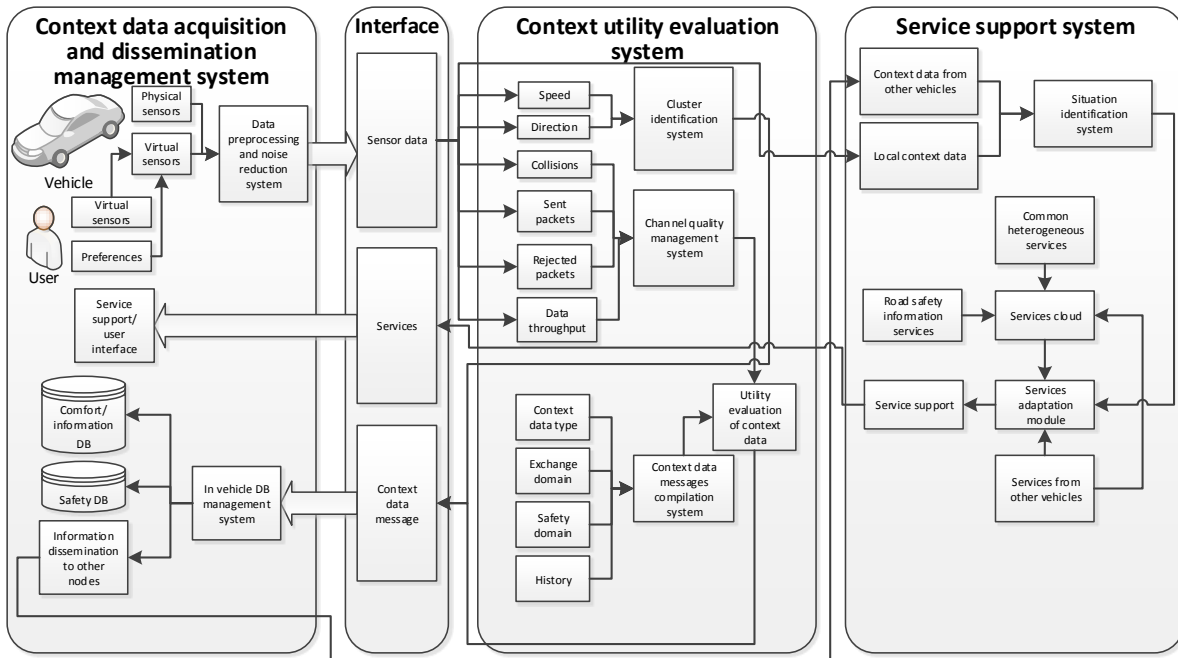 Context data acquisition
and dissemination
management system
Physical
sensors
Virtual
sensors
Data
preprocessing
and noise
reduction
system
Vehicle
Virtual
sensors
User
Preferences
Service
support/
user
interface
Comfort/
information
DB
Safety DB
In vehicle DB
management
system
Information
dissemination to
other
nodes
Interface
Sensor data
Services
Context
data
message
Context utility evaluation
system
Speed
Direction
Collisions
Sent
packets
Rejected
packets
Data
throughput
Cluster
identification
system
Channel quality
management
system
Context
data type
Exchange
domain
Safety
domain
History
Context data
messages
compilation
system
Utility
evaluation
of context
data
Service support system
Context data from
other vehicles
Local context data
Situation
identification
system
Common
heterogeneous
services
Road safety
information
services
Services cloud
Service support
Services
adaptation
module
Services from
other vehicles